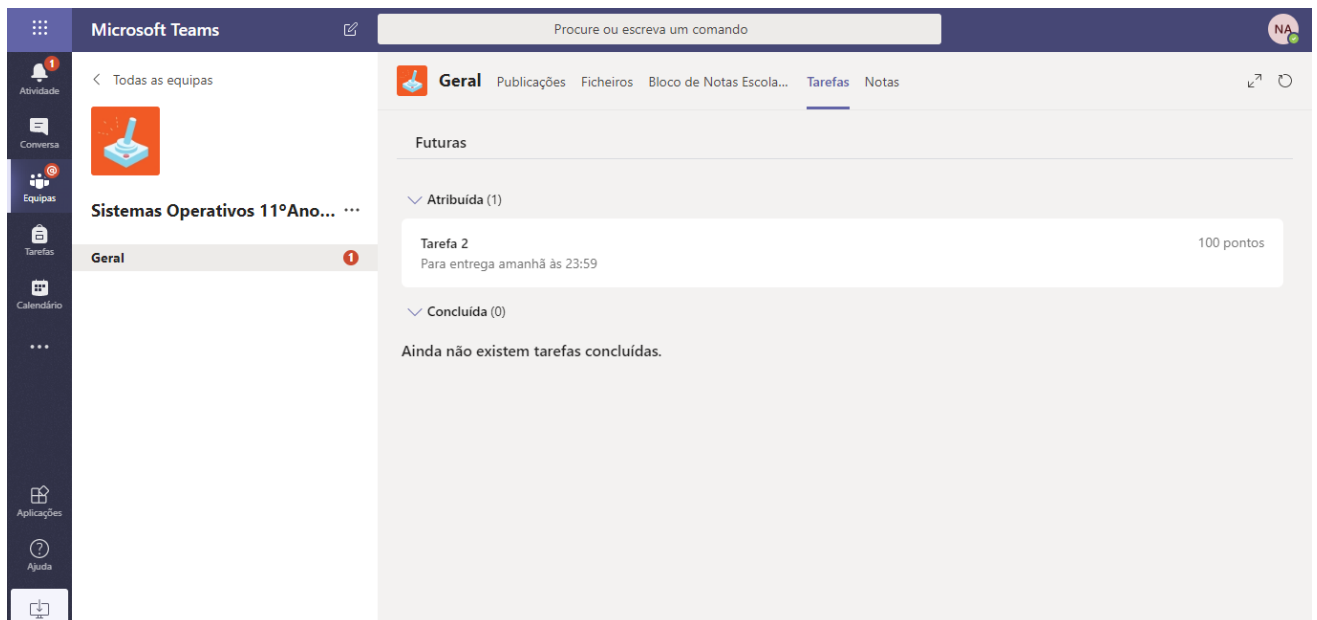 Microsoft Teams
Procure ou escreva um comando
NA
Atividade
1
Conversa
Equipas
@
Tarefas
Calendário
Aplicações
Ajuda
Todas as equipas
Sistemas Operativos 11ºAno... ...
Geral 1
Geral Publicações Ficheiros Bloco de Notas Escola... Tarefas Notas
Futuras
Atribuída (1)
Tarefa 2 100 pontos
Para entrega amanhã às 23:59
Concluída (0)
Ainda não existem tarefas concluídas.